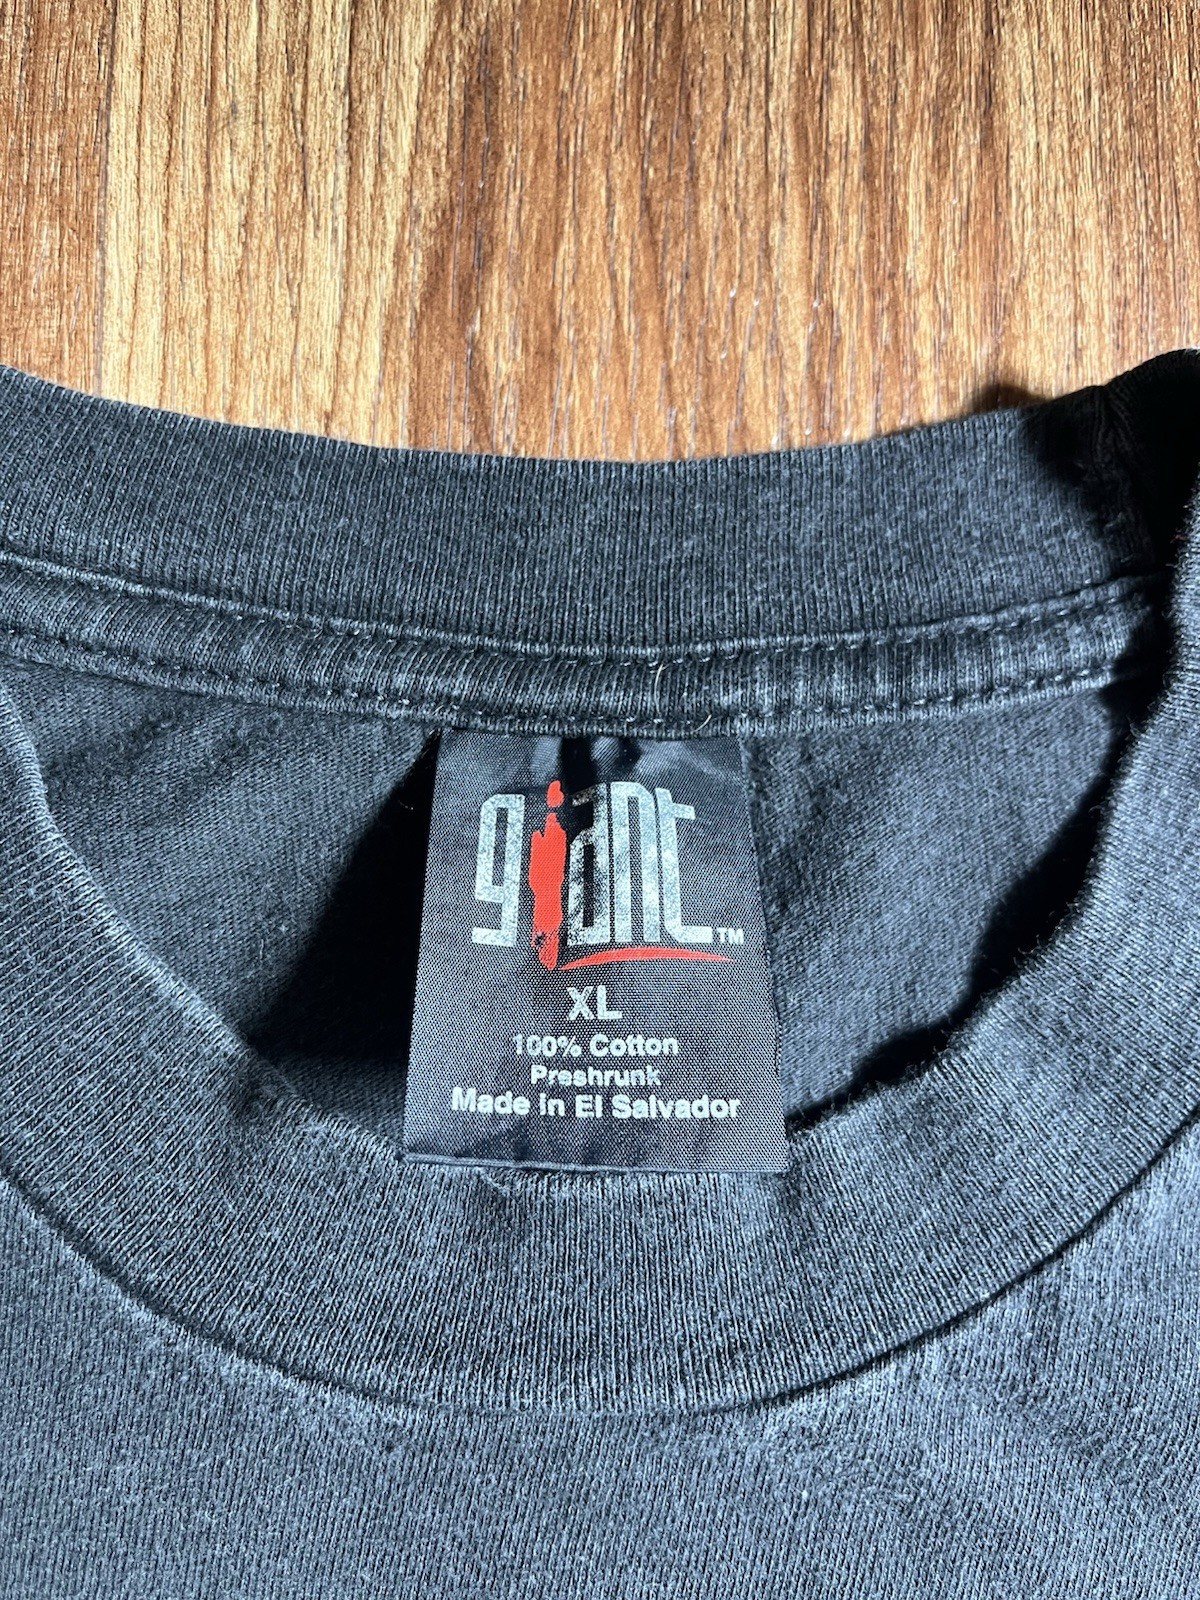 giant™
XL
100% Cotton
Preshrunk
Made in El Salvador